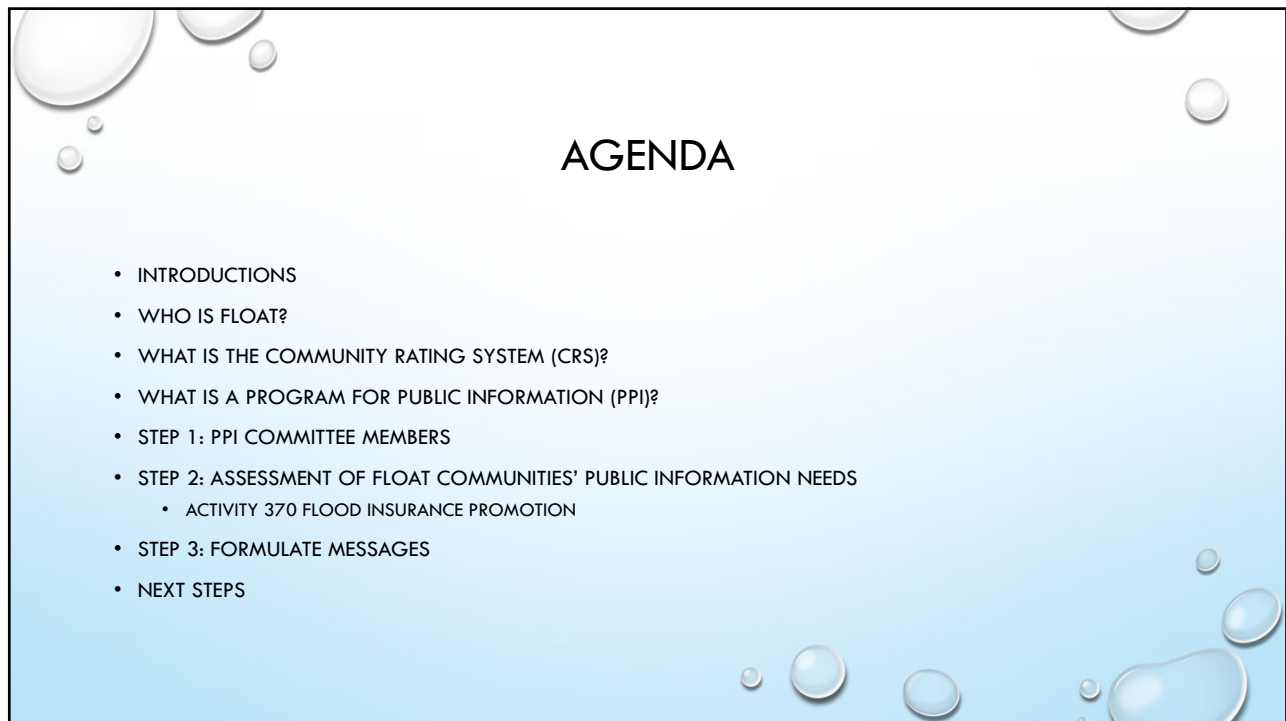 AGENDA
• INTRODUCTIONS
• WHO IS FLOAT?
• WHAT IS THE COMMUNITY RATING SYSTEM (CRS)?
• WHAT IS A PROGRAM FOR PUBLIC INFORMATION (PPI)?
• STEP 1: PPI COMMITTEE MEMBERS
• STEP 2: ASSESSMENT OF FLOAT COMMUNITIES’ PUBLIC INFORMATION NEEDS
• ACTIVITY 370 FLOOD INSURANCE PROMOTION
• STEP 3: FORMULATE MESSAGES
• NEXT STEPS